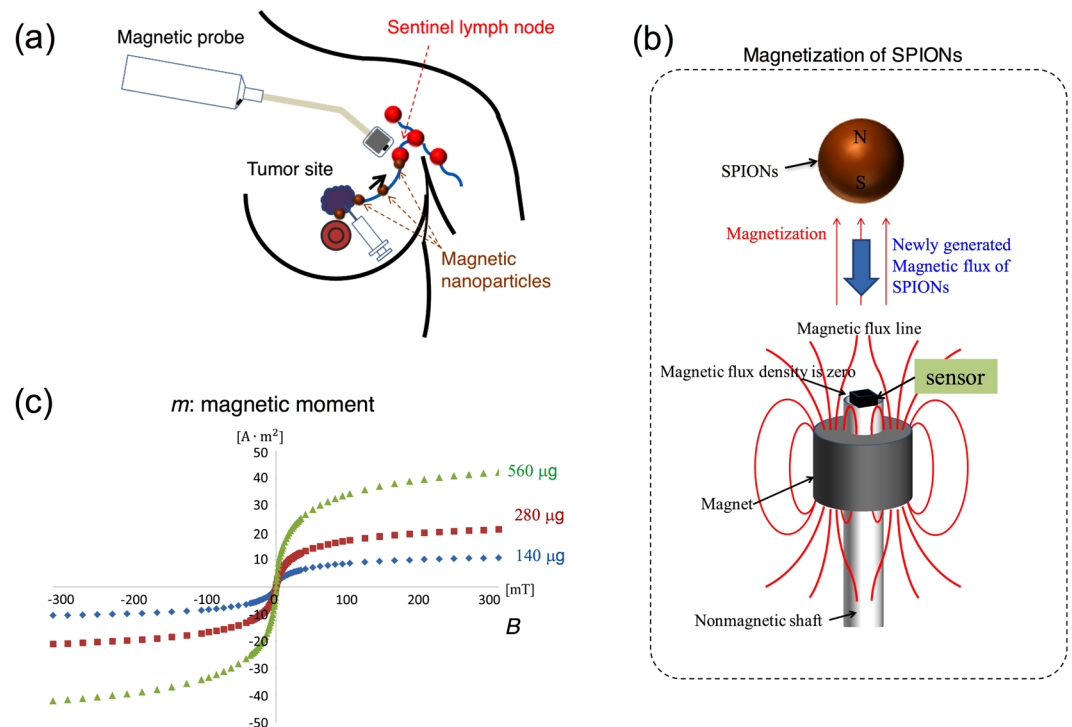 (a)
Magnetic probe
Sentinel lymph node
Tumor site
Magnetic
nanoparticles
(b)
Magnetization of SPIONs
N
S
SPIONs
Magnetization
Newly generated
Magnetic flux of
SPIONs
Magnetic flux line
Magnetic flux density is zero
sensor
Magnet
Nonmagnetic shaft
(c)
m: magnetic moment
[A · m²]
50
40
30
20
10
0
-10
-20
-30
-40
-50
-300
-200
-100
100
200
300
[mT]
B
560 µg
280 µg
140 µg